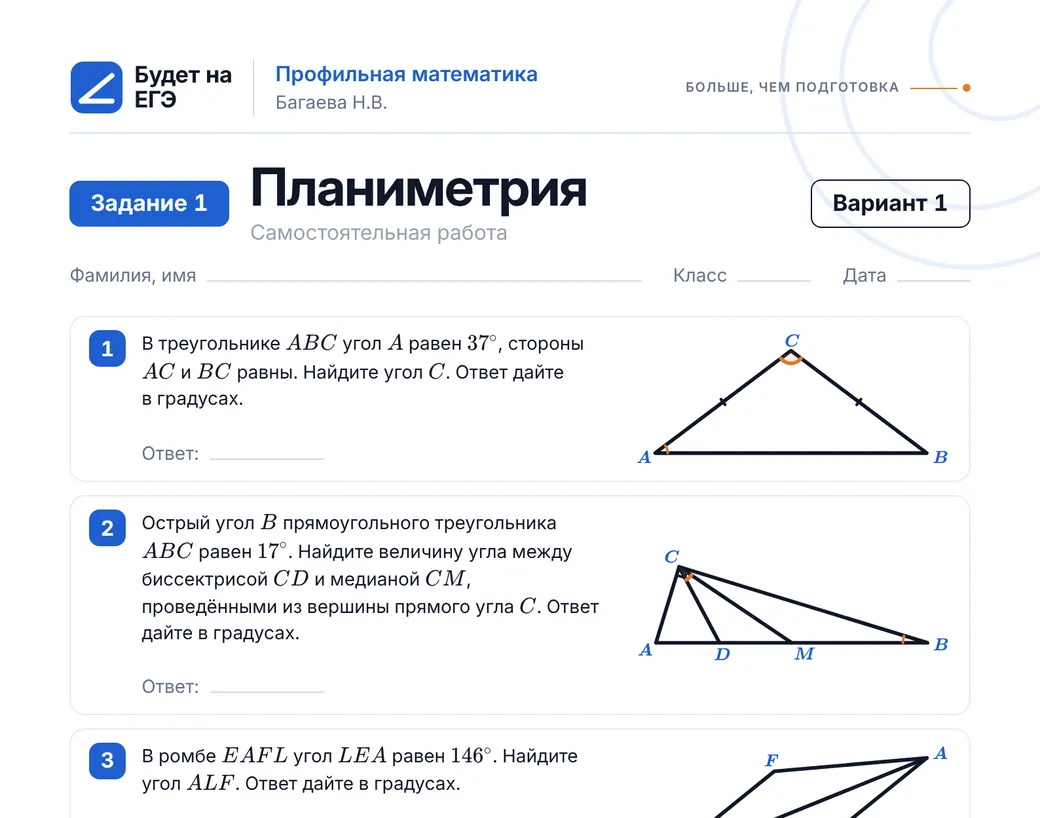 Будет на
ЕГЭ
Профильная математика
Багаева Н.В.
БОЛЬШЕ, ЧЕМ ПОДГОТОВКА
Задание 1
Планиметрия
Самостоятельная работа
Вариант 1
Фамилия, имя
Класс
Дата
1
В треугольнике ABC угол A равен 37°, стороны
AC и BC равны. Найдите угол C. Ответ дайте
в градусах.
Ответ:
C
A
B
2
Острый угол B прямоугольного треугольника
ABC равен 17°. Найдите величину угла между
биссектрисой CD и медианой CM,
проведёнными из вершины прямого угла C. Ответ
дайте в градусах.
Ответ:
C
A
D
M
B
3
В ромбе EAFL угол LEA равен 146°. Найдите
угол ALF. Ответ дайте в градусах.
F
A